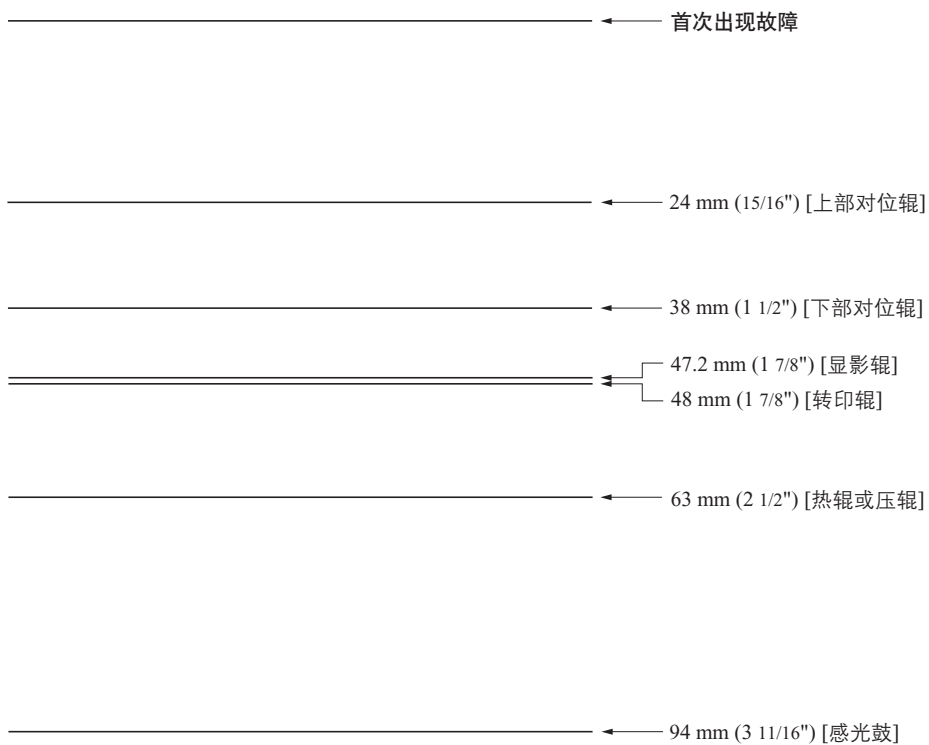 首次出现故障
24 mm (15/16") [上部对位辊]
38 mm (1 1/2") [下部对位辊]
47.2 mm (1 7/8") [显影辊]
48 mm (1 7/8") [转印辊]
63 mm (2 1/2") [热辊或压辊]
94 mm (3 11/16") [感光鼓]